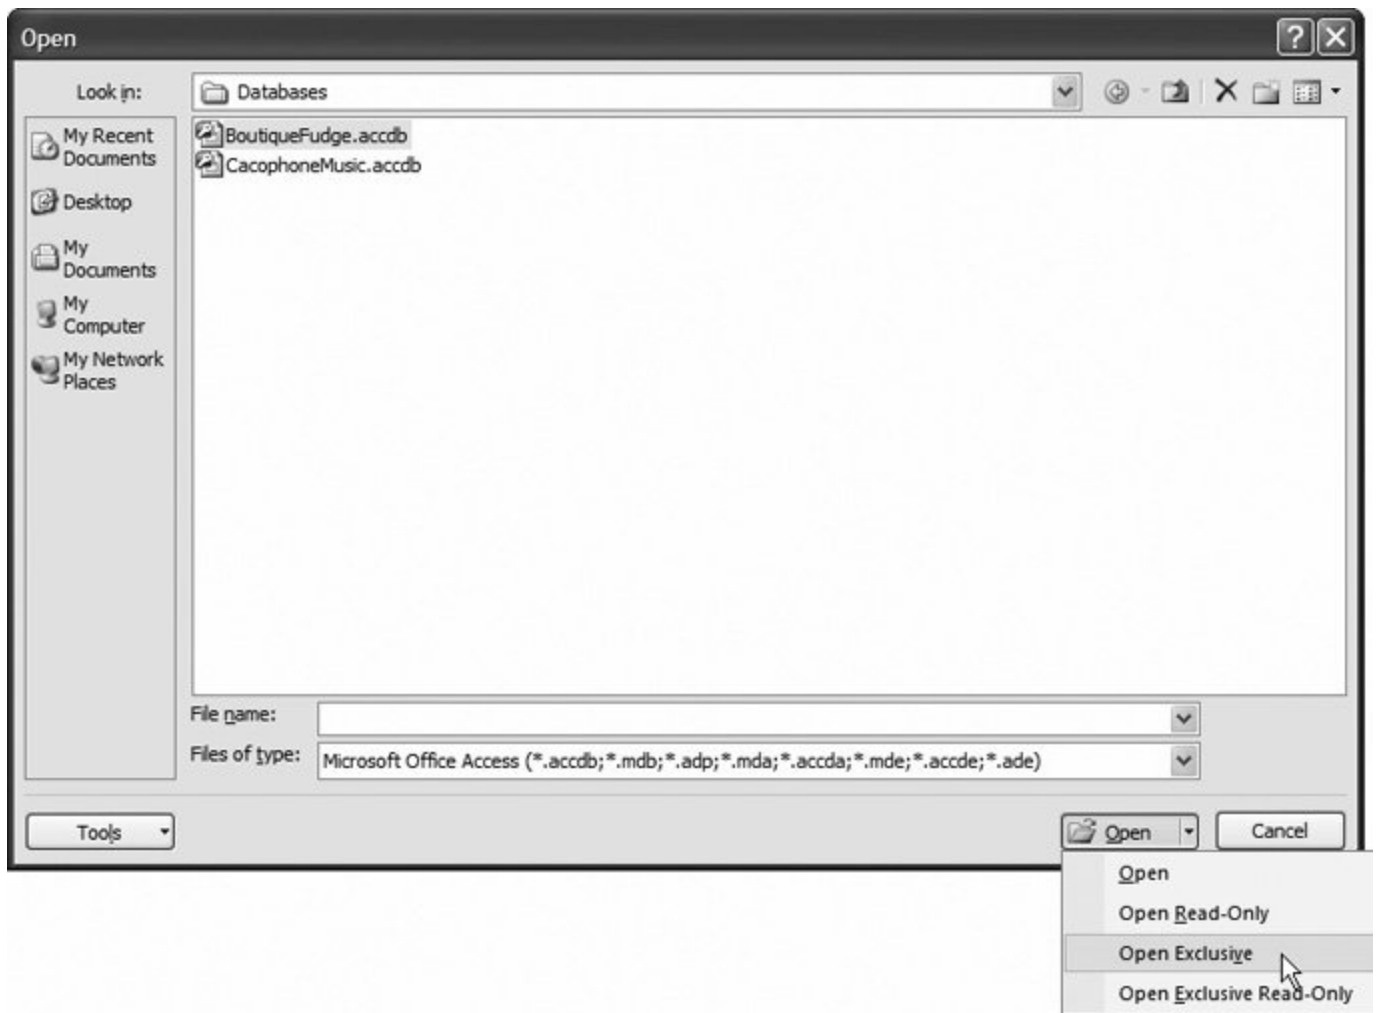 Open
Look in:
Databases
My Recent
Documents
Desktop
My
Documents
My
Computer
My Network
Places
BoutiqueFudge.accdb
CacophoneMusic.accdb
File name:
Files of type:
Microsoft Office Access (*.accdb;*.mdb;*.adp;*.mda;*.accda;*.mde;*.accde;*.ade)
Tools
Open
Cancel
Open
Open Read-Only
Open Exclusive
Open Exclusive Read-Only